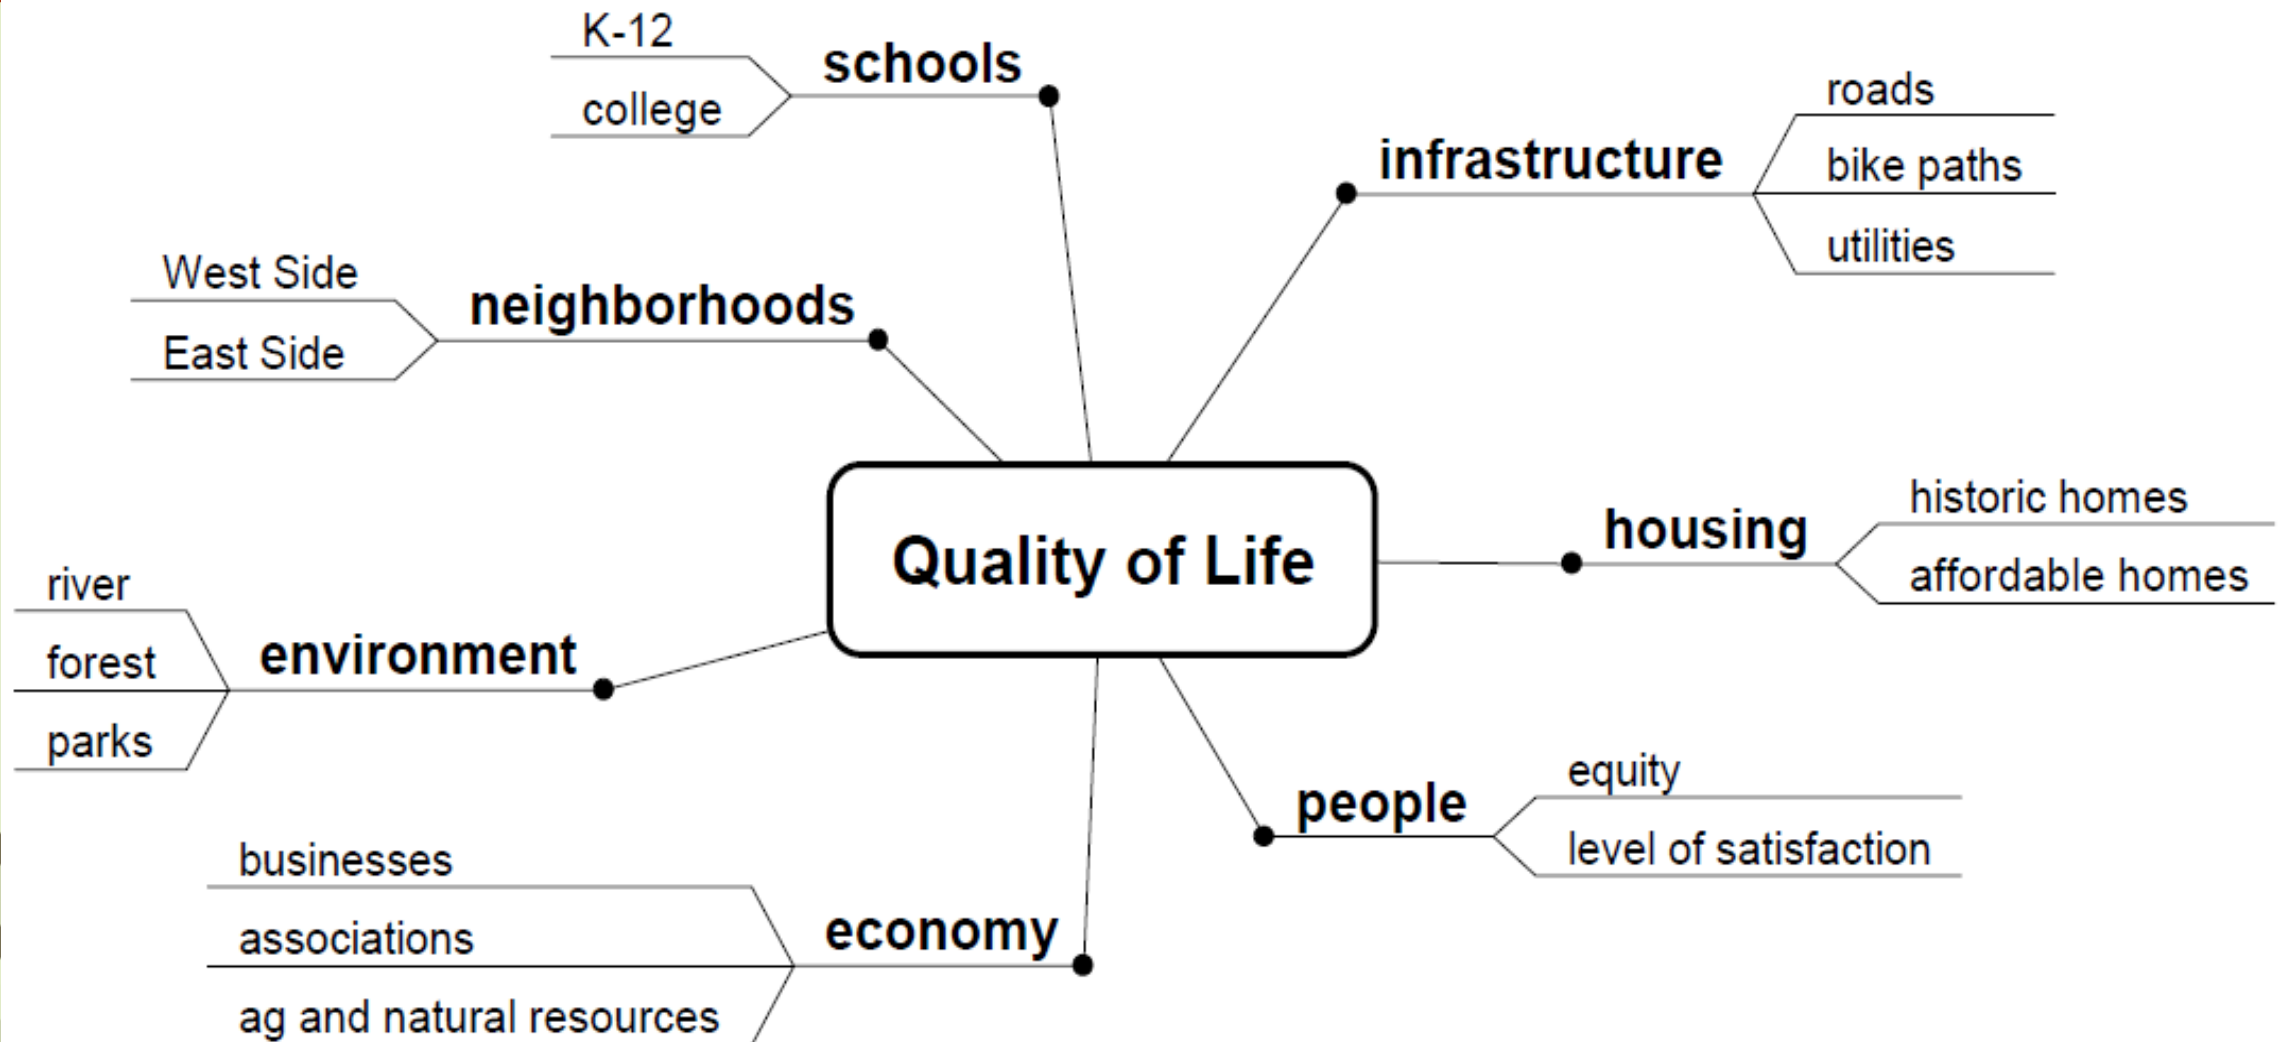 K-12
schools
college
roads
infrastructure
bike paths
utilities
West Side
neighborhoods
East Side
Quality of Life
historic homes
housing
affordable homes
river
environment
forest
parks
equity
people
level of satisfaction
businesses
economy
associations
ag and natural resources